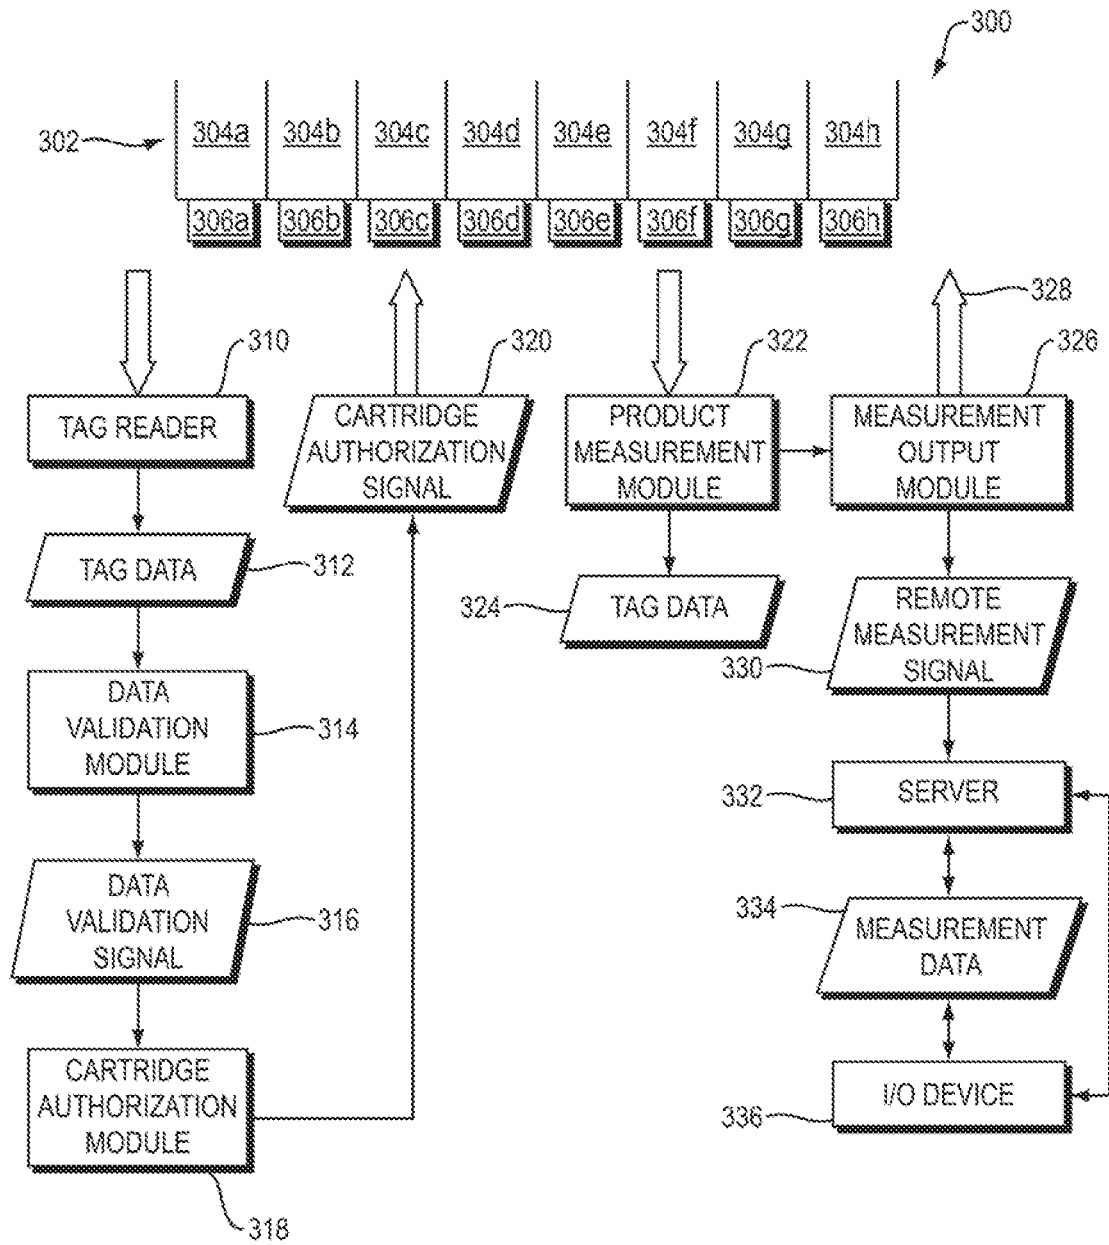 300
302
304a 304b 304c 304d 304e 304f 304g 304h
306a 306b 306c 306d 306e 306f 306g 306h
328
310
320
322
326
TAG READER
CARTRIDGE
AUTHORIZATION
SIGNAL
PRODUCT
MEASUREMENT
MODULE
MEASUREMENT
OUTPUT
MODULE
TAG DATA
312
324
TAG DATA
REMOTE
MEASUREMENT
SIGNAL
330
DATA
VALIDATION
MODULE
314
332
SERVER
DATA
VALIDATION
SIGNAL
316
334
MEASUREMENT
DATA
CARTRIDGE
AUTHORIZATION
MODULE
318
I/O DEVICE
336